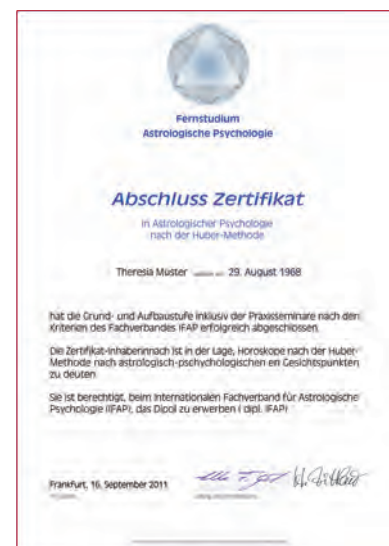 Fernstudium
Astrologische Psychologie
Abschluss Zertifikat
in Astrologischer Psychologie
nach der Huber-Methode
Theresia Muster 29. August 1968
hat die Grund- und Aufbaustufe inklusiv der Praxisseminare nach den
Kriterien des Fachverbandes IFAP erfolgreich abgeschlossen.
Die Zertifikat-Inhaberinnach ist in der Lage, Horoskope nach der Huber-
Methode nach astrologisch-pschychologischen en Gesichtspunkten
zu deuten
Sie ist berechtigt, beim Internationalen Fachverband für Astrologische
Psychologie (IFAP), das Dipol zu erwerben ( dipl. IFAP)
Frankfurt, 16. September 2011